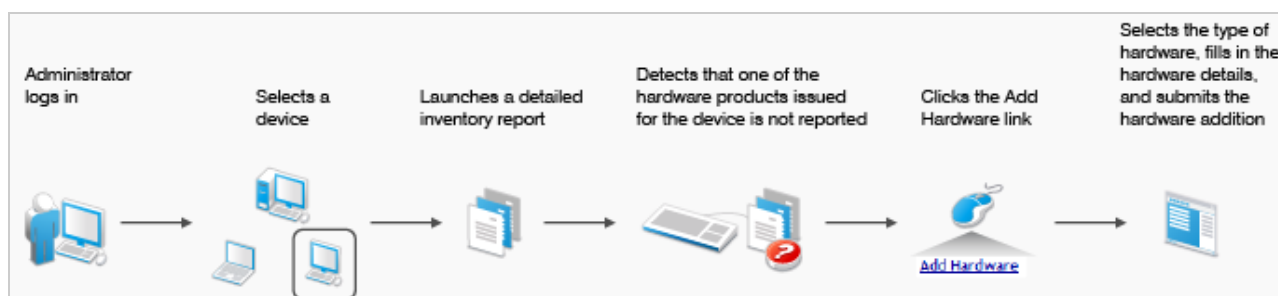 Administrator
logs in
Selects a
device
Launches a detailed
inventory report
Detects that one of the
hardware products issued
for the device is not reported
Clicks the Add
Hardware link
Selects the type of
hardware, fills in the
hardware details,
and submits the
hardware addition
?
Add Hardware